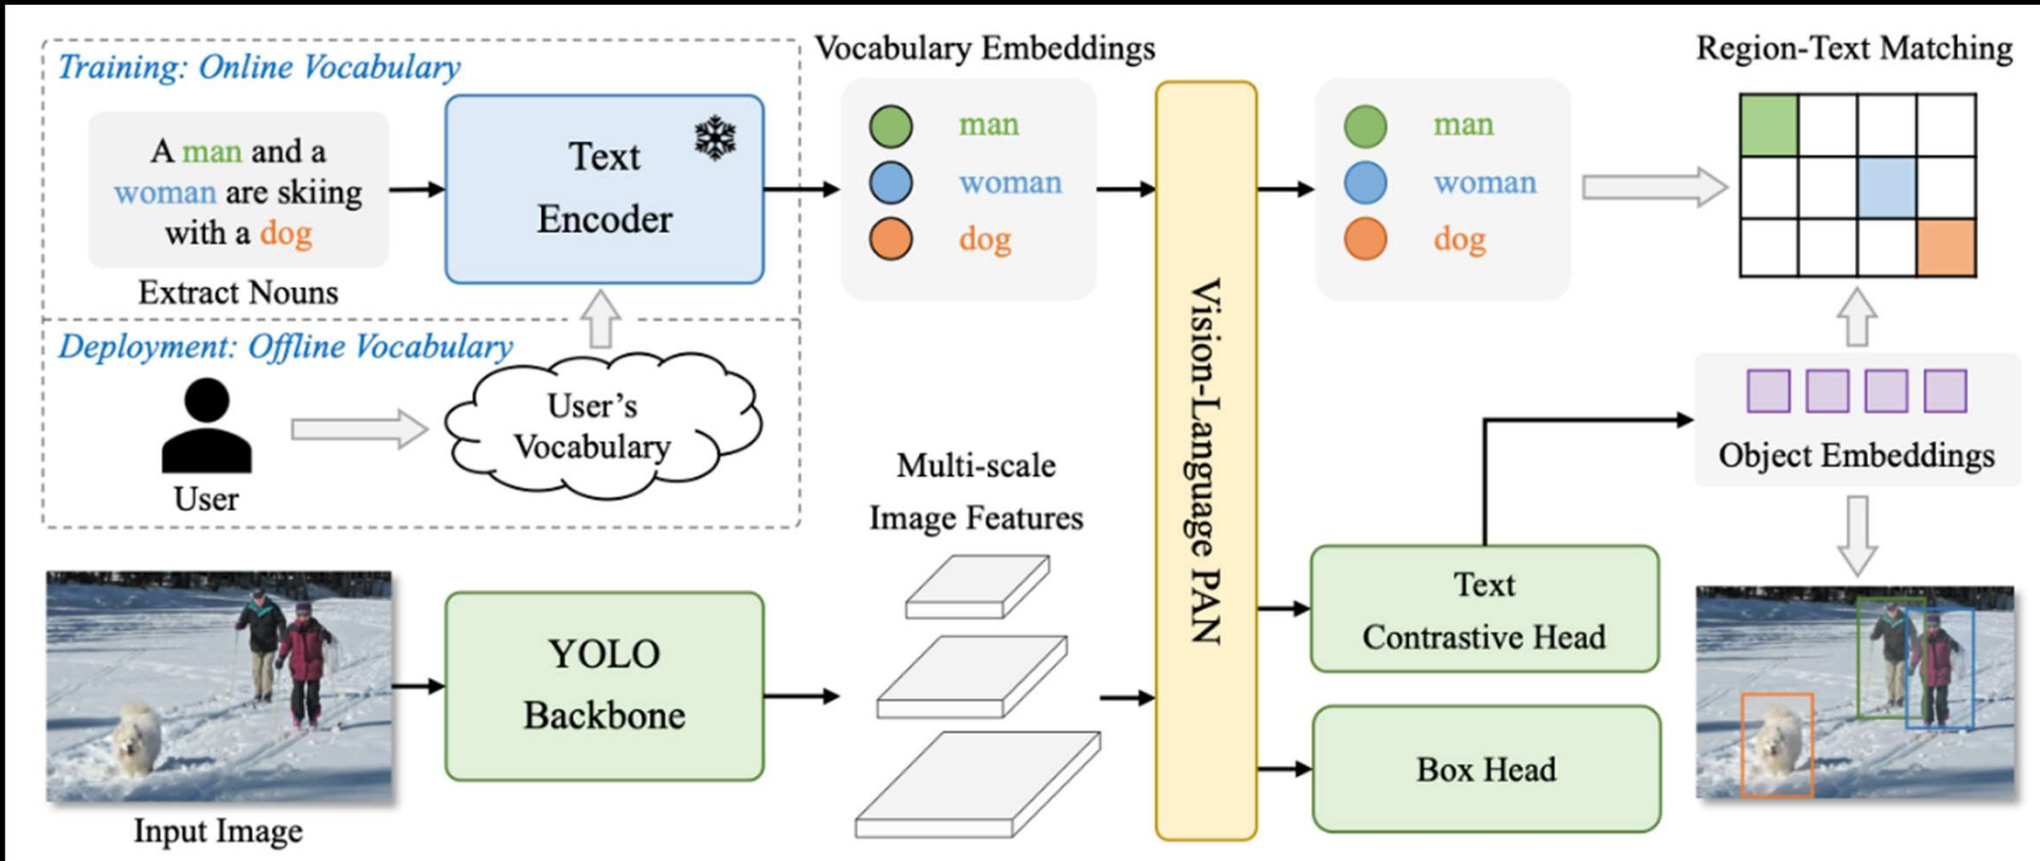 Training: Online Vocabulary
A man and a
woman are skiing
with a dog
Extract Nouns
Text
Encoder
Deployment: Offline Vocabulary
User
User’s
Vocabulary
Vocabulary Embeddings
man
woman
dog
Vision-Language PAN
man
woman
dog
Region-Text Matching
Object Embeddings
Input Image
YOLO
Backbone
Multi-scale
Image Features
Text
Contrastive Head
Box Head